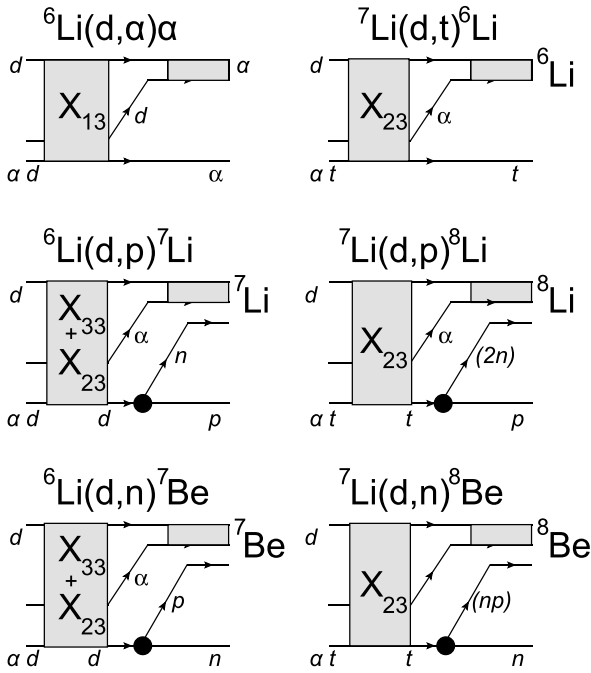 ⁶Li(d,α)α
d
α
X₁₃
d
α d
α
⁷Li(d,t)⁶Li
d
⁶Li
X₂₃
α
α t
t
⁶Li(d,p)⁷Li
d
⁷Li
X₃₃
+
X₂₃
α
n
α d
d
p
⁷Li(d,p)⁸Li
d
⁸Li
X₂₃
α
(2n)
α t
t
p
⁶Li(d,n)⁷Be
d
⁷Be
X₃₃
+
X₂₃
α
p
α d
d
n
⁷Li(d,n)⁸Be
d
⁸Be
X₂₃
α
(np)
α t
t
n